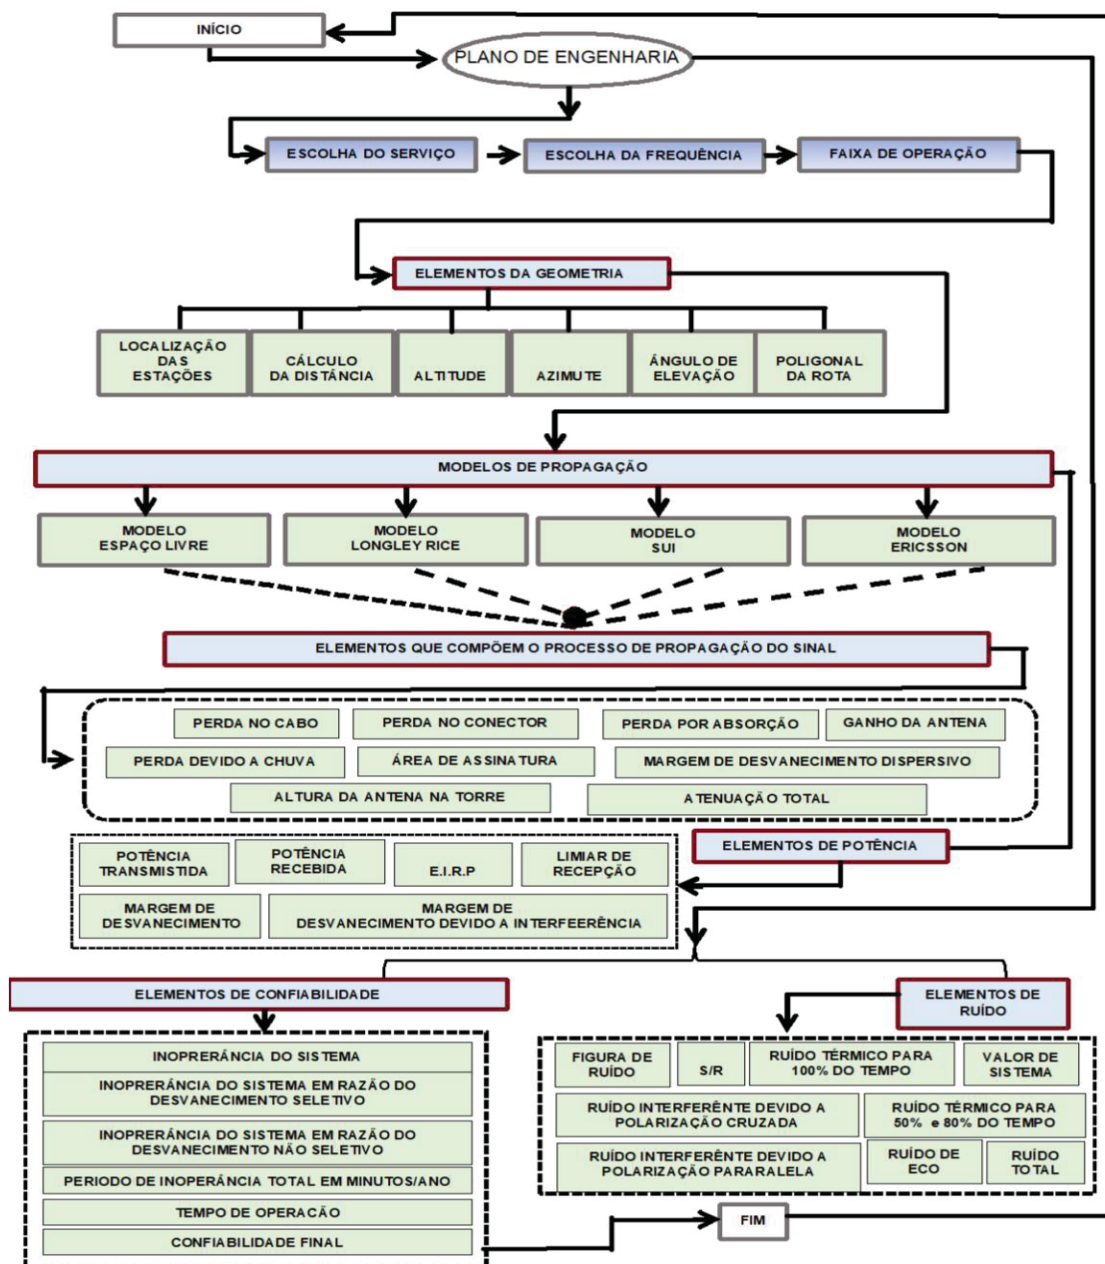 INÍCIO
PLANO DE ENGENHARIA
ESCOLHA DO SERVIÇO
ESCOLHA DA FREQUÊNCIA
FAIXA DE OPERAÇÃO
ELEMENTOS DA GEOMETRIA
LOCALIZAÇÃO
DAS
ESTAÇÕES
CÁLCULO
DA DISTÂNCIA
ALTITUDE
AZIMUTE
ÂNGULO DE
ELEVAÇÃO
POLIGONAL
DA ROTA
MODELOS DE PROPAGAÇÃO
MODELO
ESPAÇO LIVRE
MODELO
LONGLEY RICE
MODELO
SUI
MODELO
ERICSSON
ELEMENTOS QUE COMPÕEM O PROCESSO DE PROPAGAÇÃO DO SINAL
PERDA NO CABO
PERDA NO CONECTOR
PERDA POR ABSORÇÃO
GANHO DA ANTENA
PERDA DEVIDO A CHUVA
ÁREA DE ASSINATURA
MARGEM DE DESVANECIMENTO DISPERSIVO
ALTURA DA ANTENA NA TORRE
ATENUAÇÃO TOTAL
ELEMENTOS DE POTÊNCIA
POTÊNCIA
TRANSMISTIDA
POTÊNCIA
RECEBIDA
E.I.R.P
LIMIAR DE
RECEPÇÃO
MARGEM DE
DESVANECIMENTO
MARGEM DE
DESVANECIMENTO DEVIDO A INTERFEERÊNCIA
ELEMENTOS DE CONFIABILIDADE
INOPRERÂNCIA DO SISTEMA
INOPRERÂNCIA DO SISTEMA EM RAZÃO DO
DESVANECIMENTO SELETIVO
INOPRERÂNCIA DO SISTEMA EM RAZÃO DO
DESVANECIMENTO NÃO SELETIVO
PERIODO DE INOPERÂNCIA TOTAL EM MINUTOS/ANO
TEMPO DE OPERACÃO
CONFIABILIDADE FINAL
ELEMENTOS DE
RUÍDO
FIGURA DE
RUÍDO
S/R
RUÍDO TÉRMICO PARA
100% DO TEMPO
VALOR DE
SISTEMA
RUÍDO INTERFERÊNTE DEVIDO A
POLARIZAÇÃO CRUZADA
RUÍDO TÉRMICO PARA
50% e 80% DO TEMPO
RUÍDO INTERFERÊNTE DEVIDO A
POLARIZAÇÃO PARARALELA
RUÍDO DE
ECO
RUÍDO
TOTAL
FIM